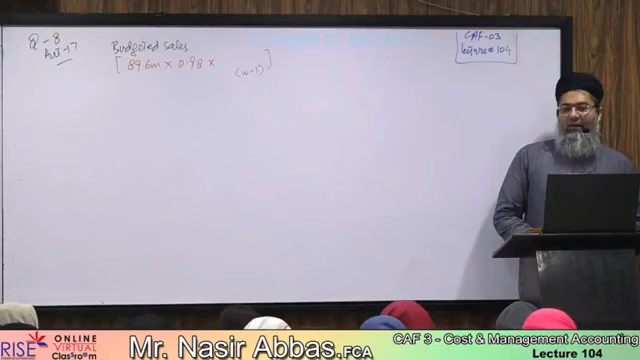 Q-8
Aut-17
Budgeted Sales
[ 89.6m x 0.98 x (w-1) ]
CAF-03
lecture # 104
RISE ONLINE VIRTUAL Classroom
Mr. Nasir Abbas.FCA
CAF 3 - Cost & Management Accounting
Lecture 104